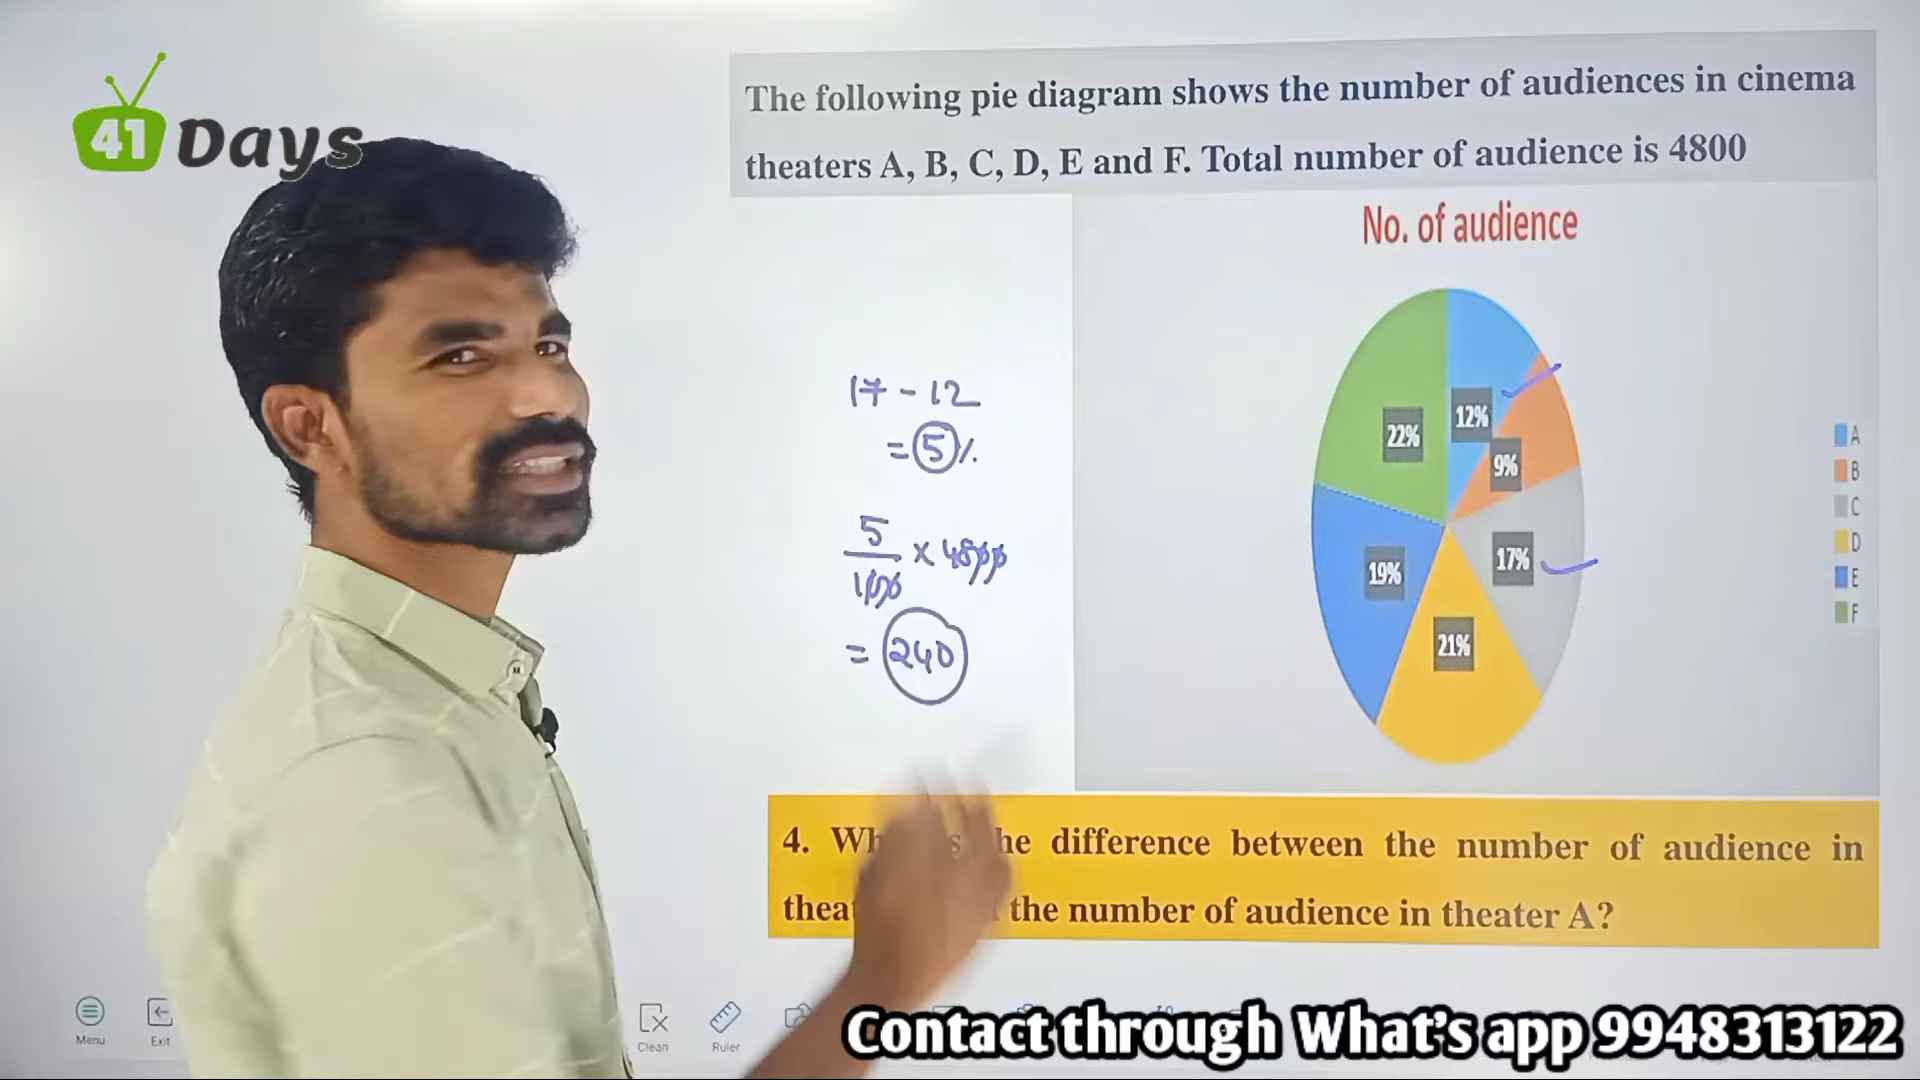 41 Days
The following pie diagram shows the number of audiences in cinema
theaters A, B, C, D, E and F. Total number of audience is 4800
No. of audience
17 - 12
= 5%
5
100 × 4800
= 240
12%
22%
9%
17%
19%
21%
A
B
C
D
E
F
4. the difference between the number of audience in
the number of audience in theater A?
Menu
Exit
Clean
Ruler
Contact through What's app 9948313122